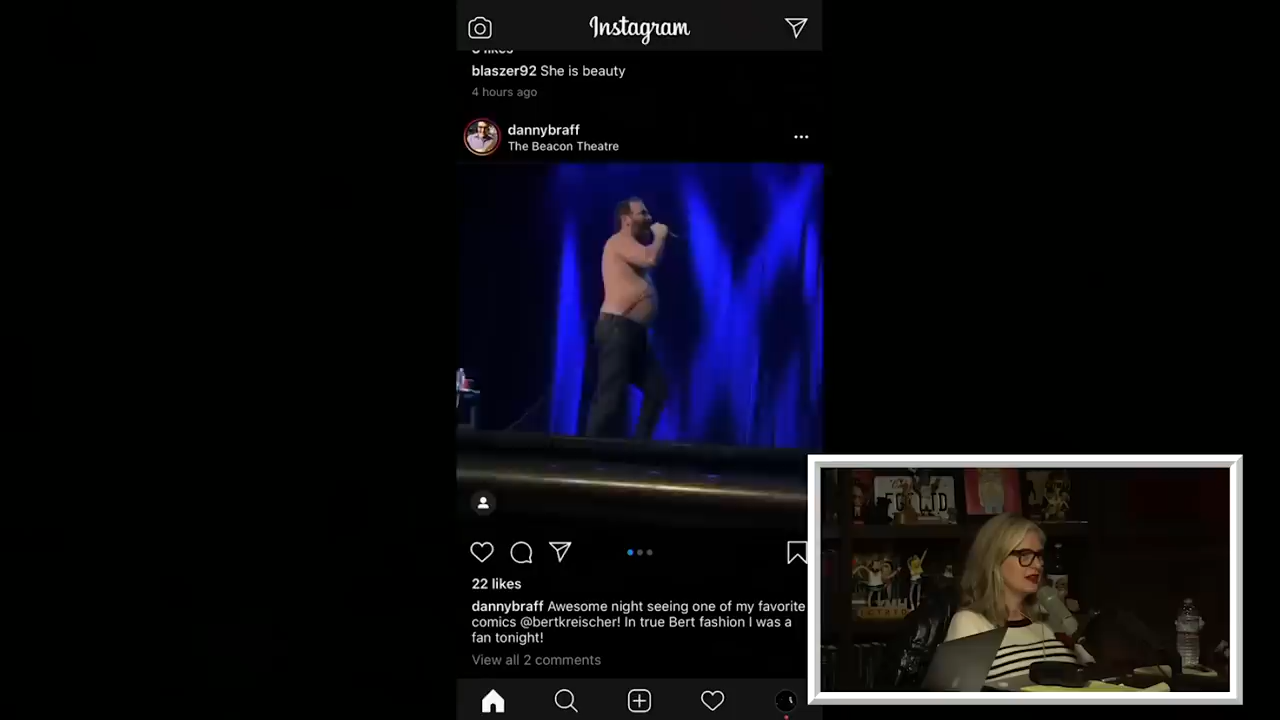 Instagram
blaszer92 She is beauty
4 hours ago
dannybraff
The Beacon Theatre
22 likes
dannybraff Awesome night seeing one of my favorite
comics @bertkreischer! In true Bert fashion I was a
fan tonight!
View all 2 comments